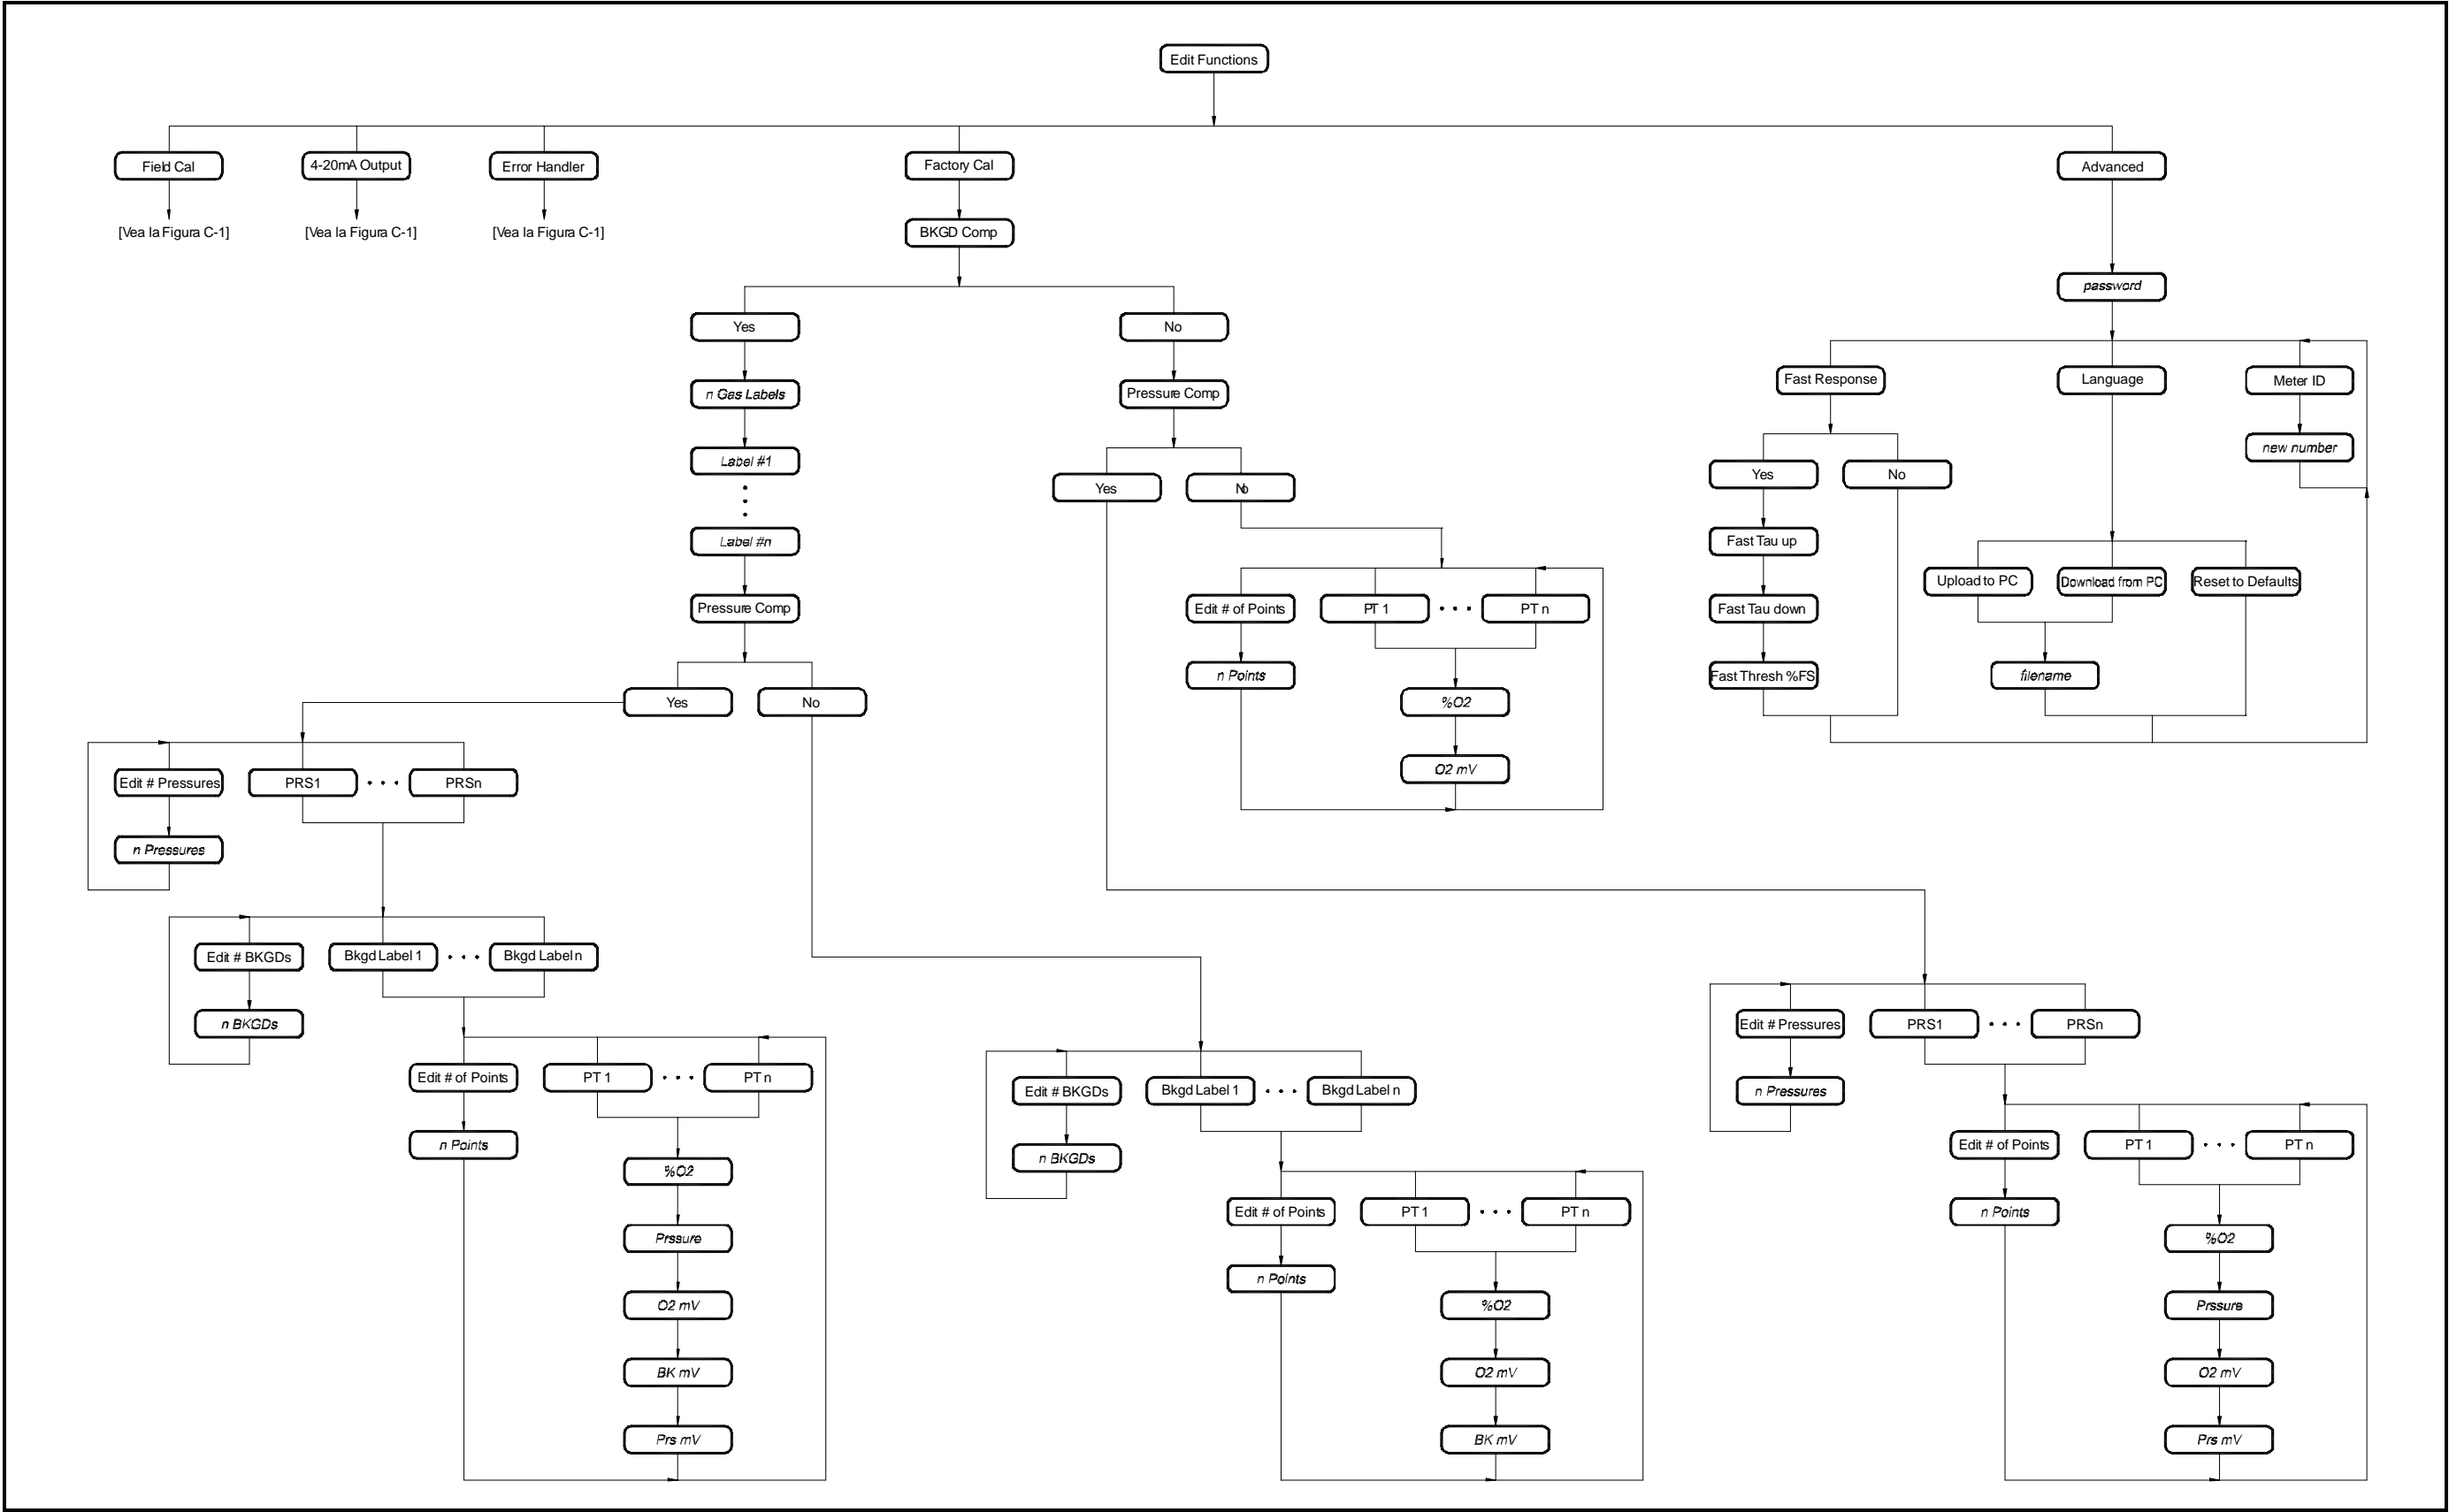 Edit Functions
Field Cal
4-20mA Output
Error Handler
Factory Cal
Advanced
[Vea la Figura C-1]
[Vea la Figura C-1]
[Vea la Figura C-1]
BKGD Comp
password
Yes
No
n Gas Labels
Pressure Comp
Fast Response
Language
Meter ID
new number
Label #1
Yes
No
Yes
No
Label #n
Fast Tau up
Upload to PC
Download from PC
Reset to Defaults
Pressure Comp
Edit # of Points
PT 1
PT n
Fast Tau down
n Points
Fast Thresh %FS
filename
Yes
No
%O2
O2 mV
Edit # Pressures
PRS1
PRSn
n Pressures
Edit # BKGDs
Bkgd Label 1
Bkgd Label n
n BKGDs
Edit # Pressures
PRS1
PRSn
Edit # of Points
PT 1
PT n
Edit # BKGDs
Bkgd Label 1
Bkgd Label n
n Pressures
n Points
n BKGDs
Edit # of Points
PT 1
PT n
%O2
Edit # of Points
PT 1
PT n
n Points
Prssure
n Points
%O2
O2 mV
%O2
Prssure
BK mV
O2 mV
O2 mV
Prs mV
BK mV
Prs mV